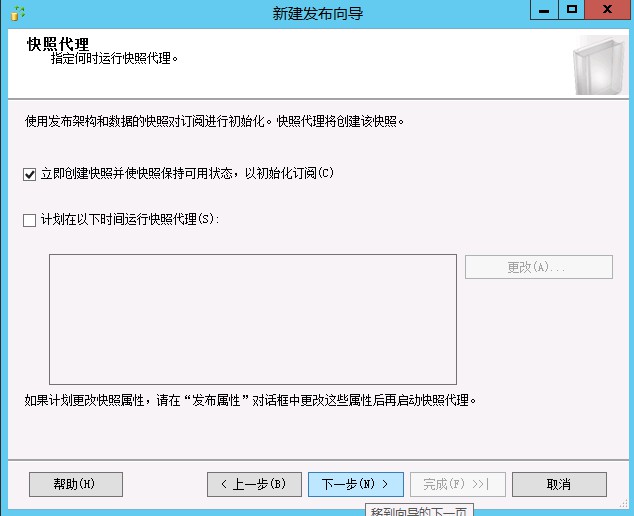 新建发布向导
快照代理
指定何时运行快照代理。
使用发布架构和数据的快照对订阅进行初始化。快照代理将创建该快照。
立即创建快照并使快照保持可用状态，以初始化订阅(C)
计划在以下时间运行快照代理(S):
更改(A)...
如果计划更改快照属性，请在“发布属性”对话框中更改这些属性后再启动快照代理。
帮助(H)
< 上一步(B)
下一步(N) >
完成(F) >>|
取消
移到向导的下一页